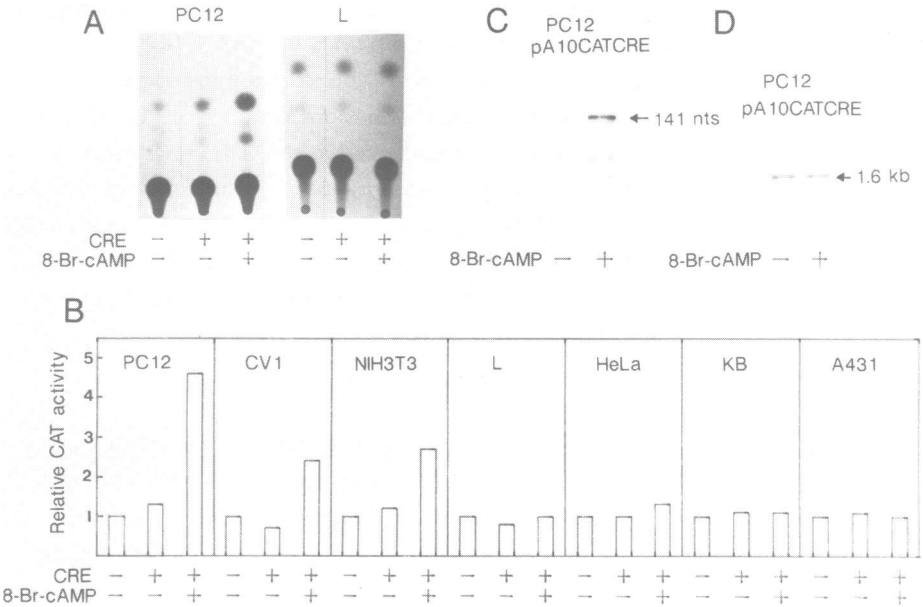 A
PC12
L
CRE – + + – + +
8-Br-cAMP – – + – – +
C
PC12
pA10CATCRE
← 141 nts
8-Br-cAMP – +
D
PC12
pA10CATCRE
← 1.6 kb
8-Br-cAMP – +
B
Relative CAT activity
5
4
3
2
1
PC12
CV1
NIH3T3
L
HeLa
KB
A431
CRE – + + – + + – + + – + + – + + – + + – + +
8-Br-cAMP – – + – – + – – + – – + – – + – – + – – +